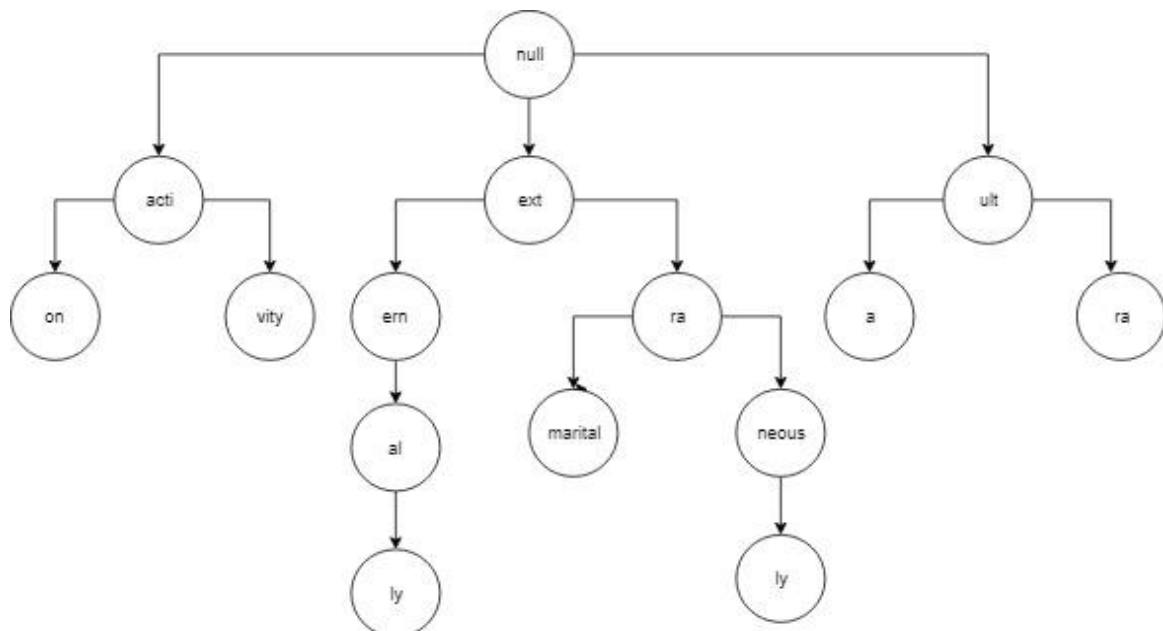 null
acti
ext
ult
on
vity
ern
ra
a
ra
marital
neous
al
ly
ly